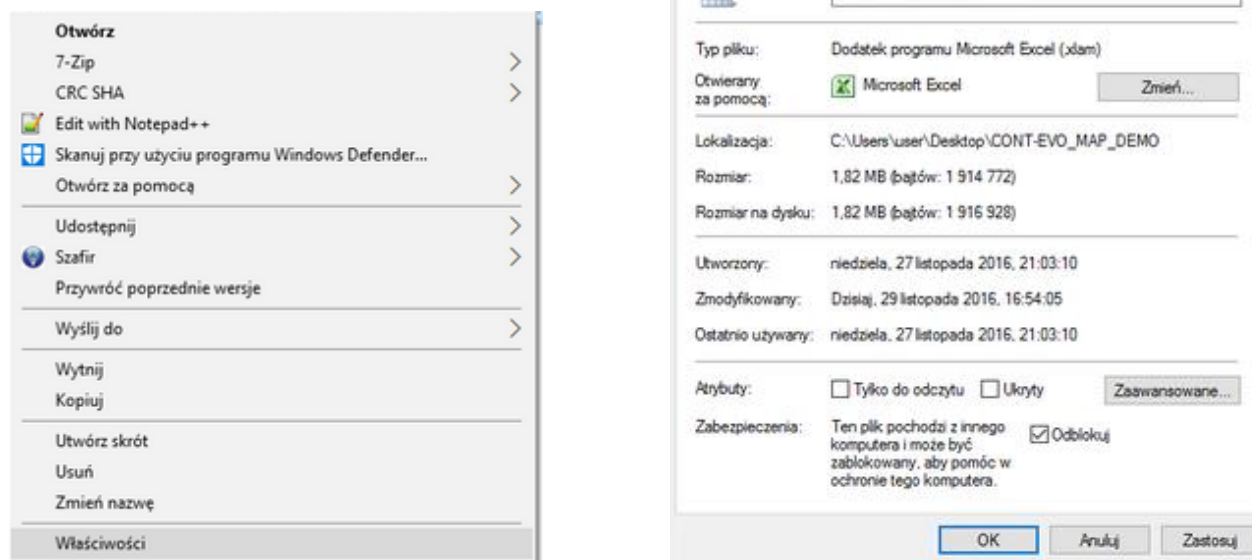 Otwórz
7-Zip
CRC SHA
Edit with Notepad++
Skanuj przy użyciu programu Windows Defender...
Otwórz za pomocą
Udostępnij
Szafir
Przywróć poprzednie wersje
Wyślij do
Wytnij
Kopiuj
Utwórz skrót
Usuń
Zmień nazwę
Właściwości
Typ pliku: Dodatek programu Microsoft Excel (.xlam)
Otwierany
za pomocą: Microsoft Excel Zmień...
Lokalizacja: C:\Users\user\Desktop\CONT-EVO_MAP_DEMO
Rozmiar: 1,82 MB (bajtów: 1 914 772)
Rozmiar na dysku: 1,82 MB (bajtów: 1 916 928)
Utworzony: niedziela, 27 listopada 2016, 21:03:10
Zmodyfikowany: Dzisiaj, 29 listopada 2016, 16:54:05
Ostatnio używany: niedziela, 27 listopada 2016, 21:03:10
Atrybuty: Tylko do odczytu Ukryty Zaawansowane...
Zabezpieczenia: Ten plik pochodzi z innego
komputera i może być Odblokuj
zablokowany, aby pomóc w
ochronie tego komputera.
OK Anuluj Zastosuj